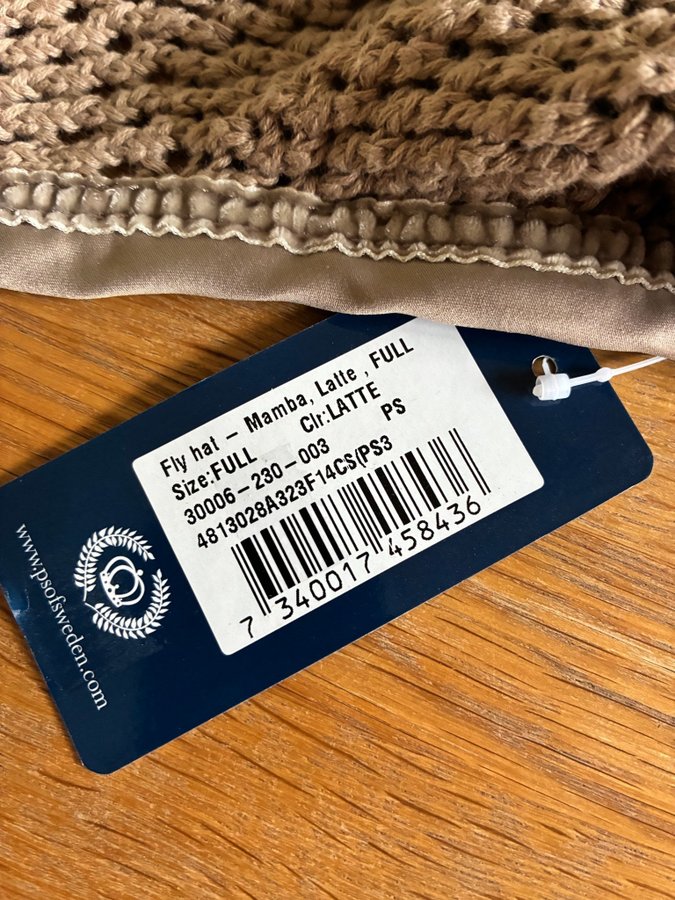 Fly hat - Mamba, Latte , FULL
Size:FULL Clr:LATTE
30006-230-003 PS
4813028A323F14CS/PS3
7 340017 458436
www.psofsweden.com